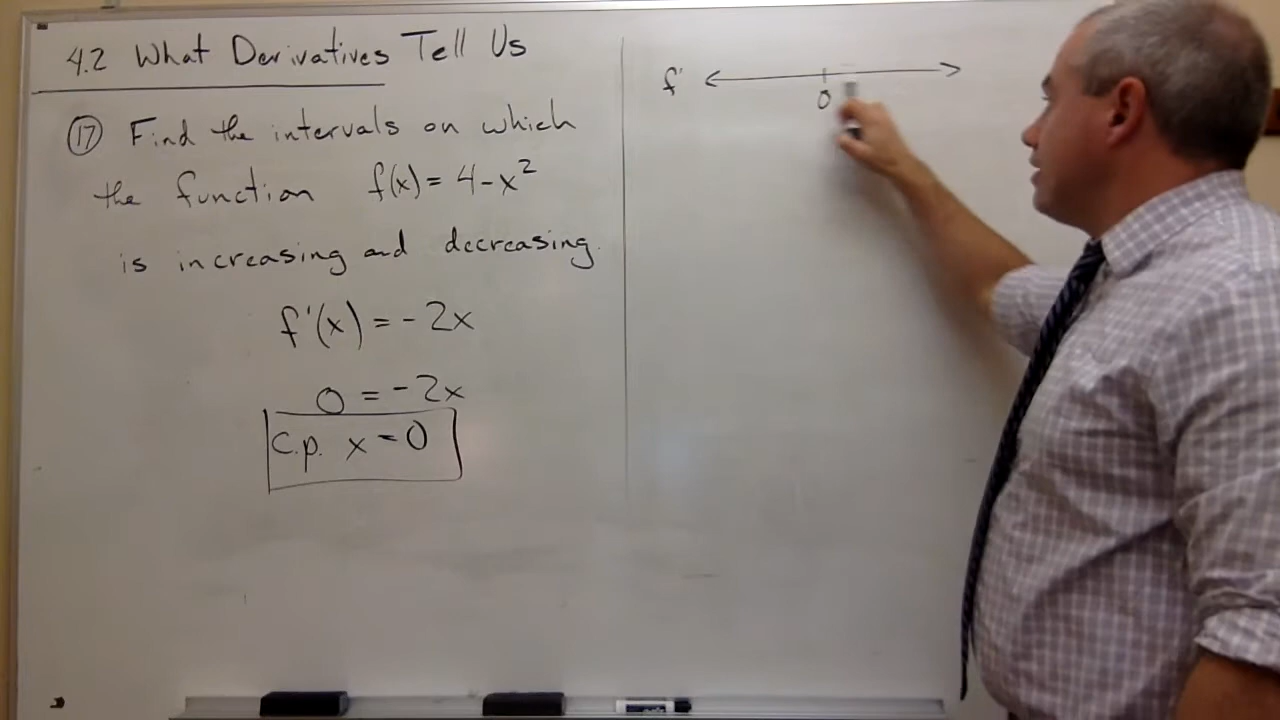 4.2 What Derivatives Tell Us
17 Find the intervals on which
the function f(x) = 4-x²
is increasing and decreasing.
f'(x) = -2x
0 = -2x
c.p. x = 0
f'
0